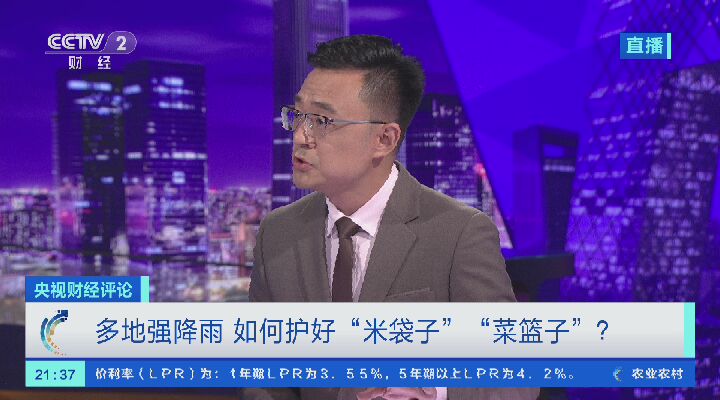 CCTV 2
财经
直播
央视财经评论
多地强降雨 如何护好“米袋子”“菜篮子”？
21:37 价利率（LPR）为：1年期LPR为3.55%，5年期以上LPR为4.2%。 农业农村